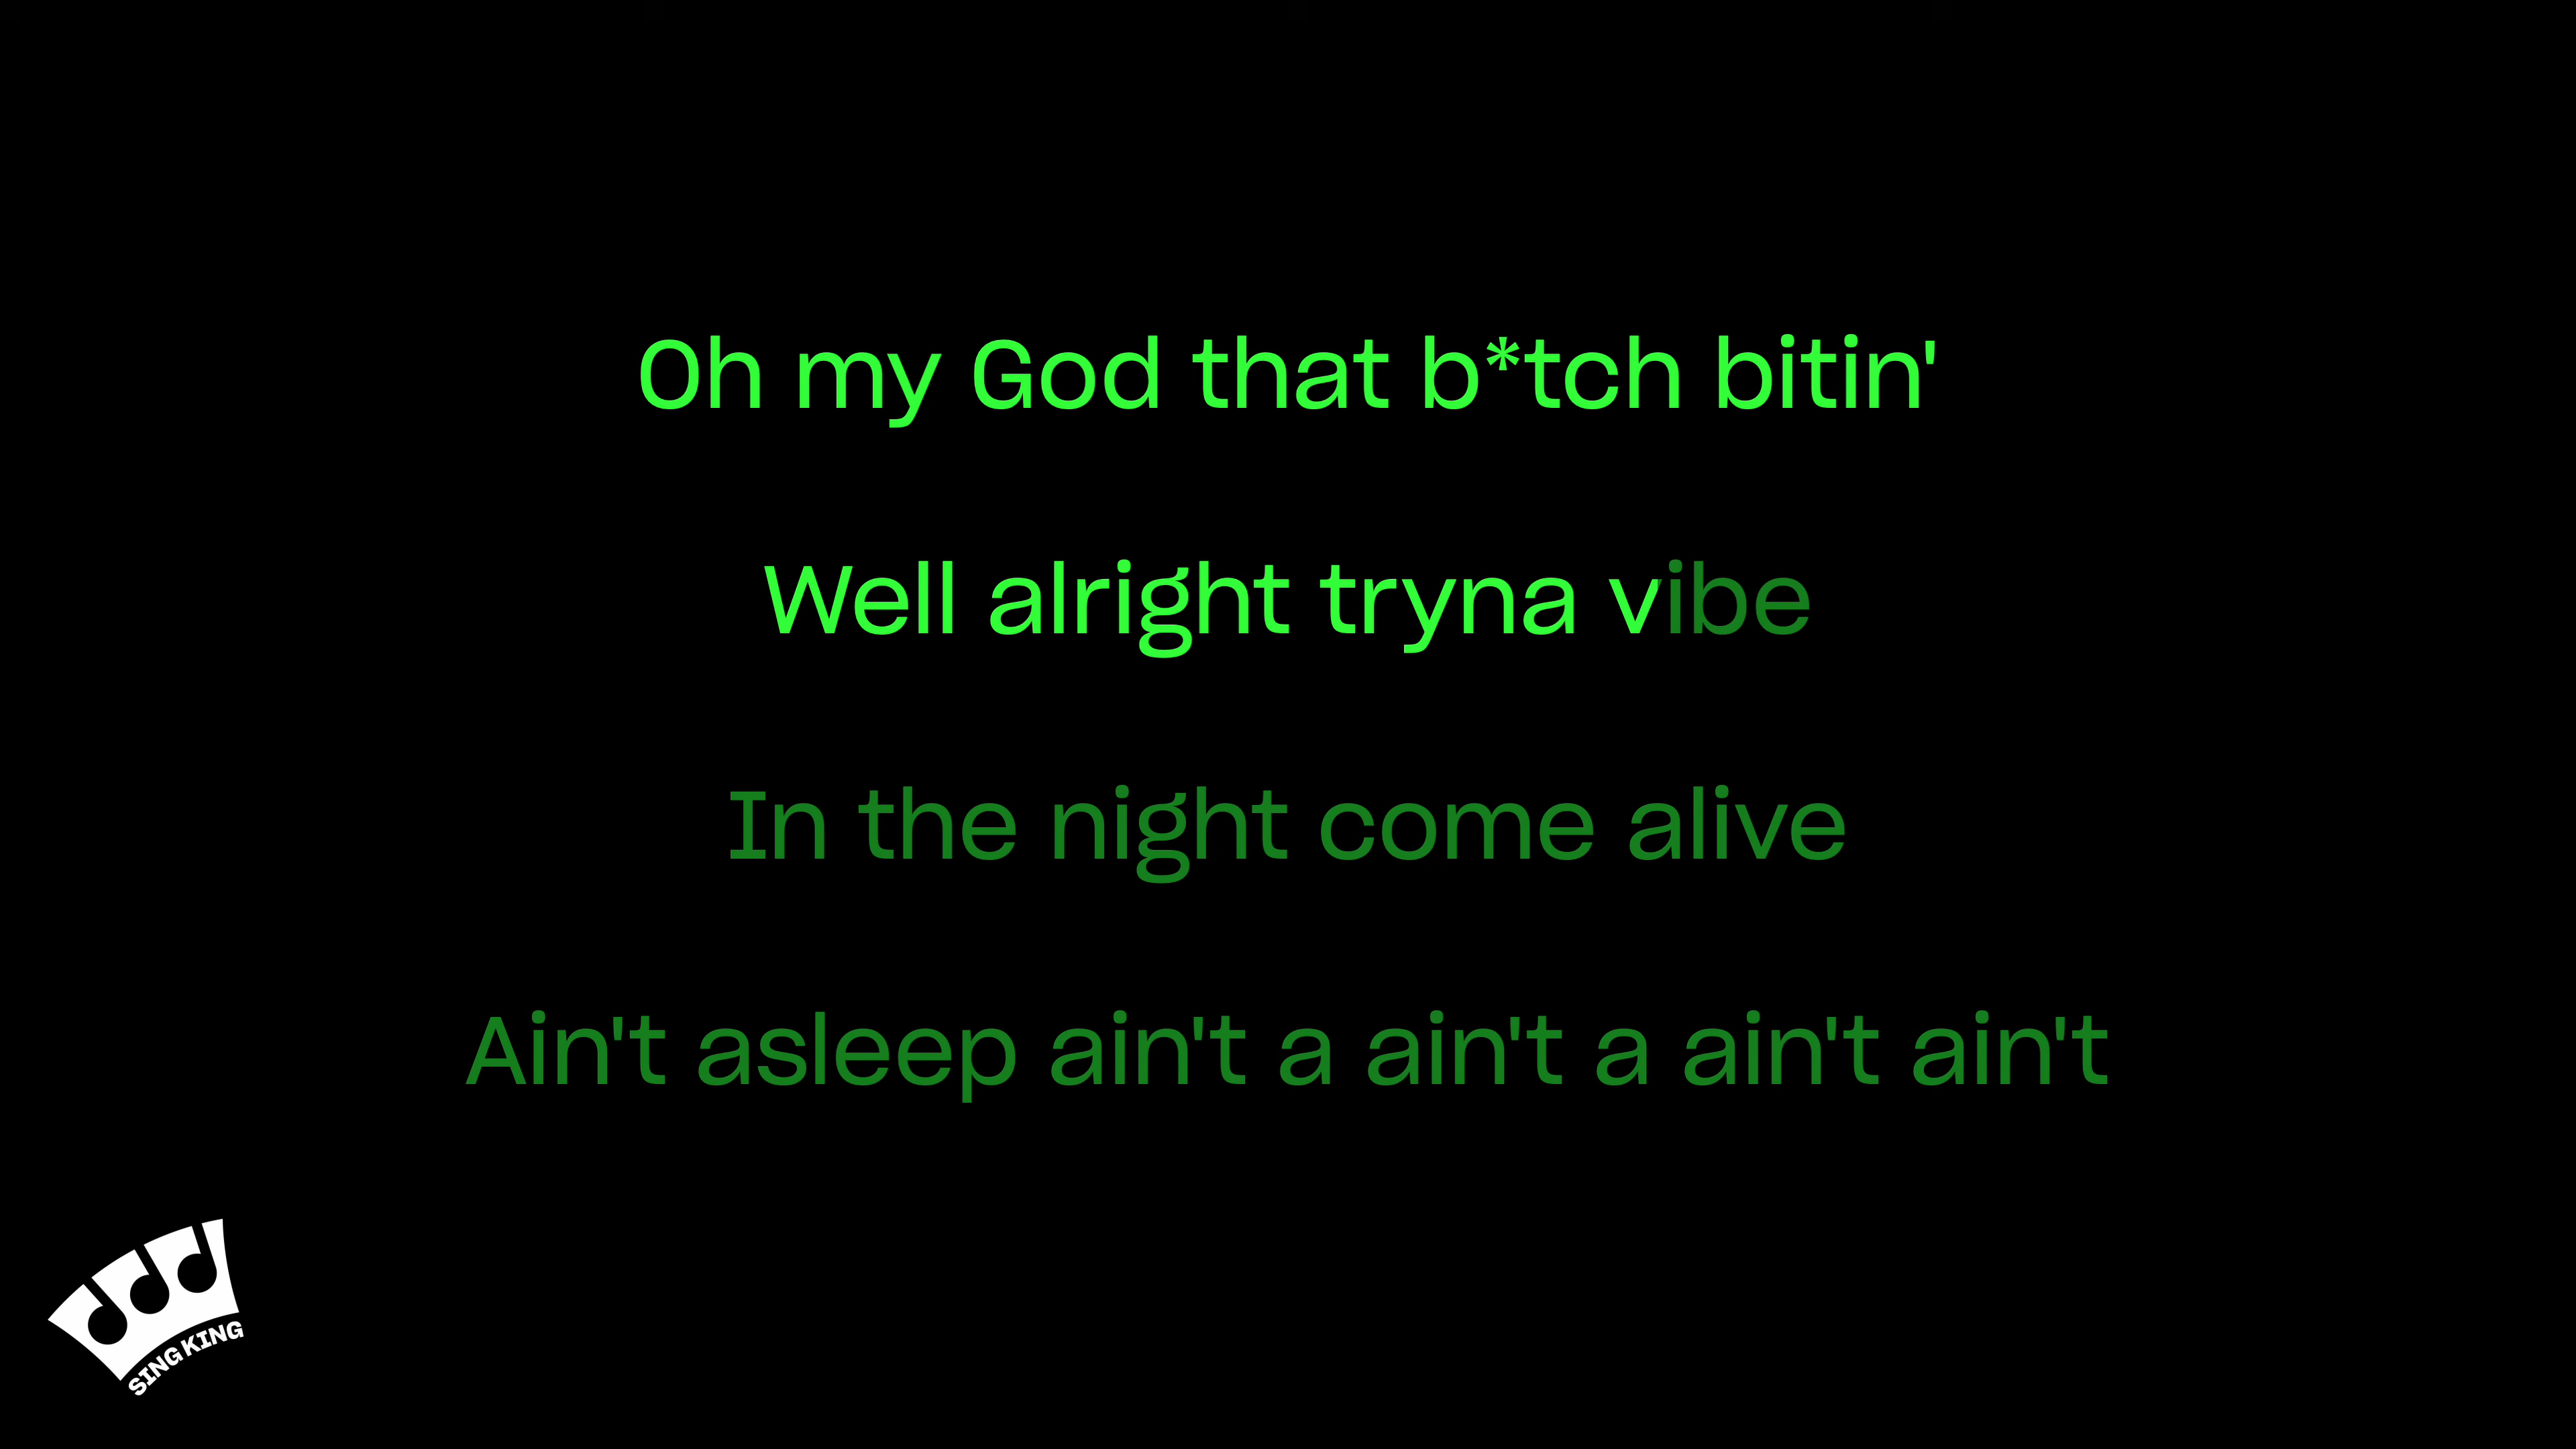 Oh my God that b*tch bitin'
Well alright tryna vibe
In the night come alive
Ain't asleep ain't a ain't a ain't ain't
SING KING